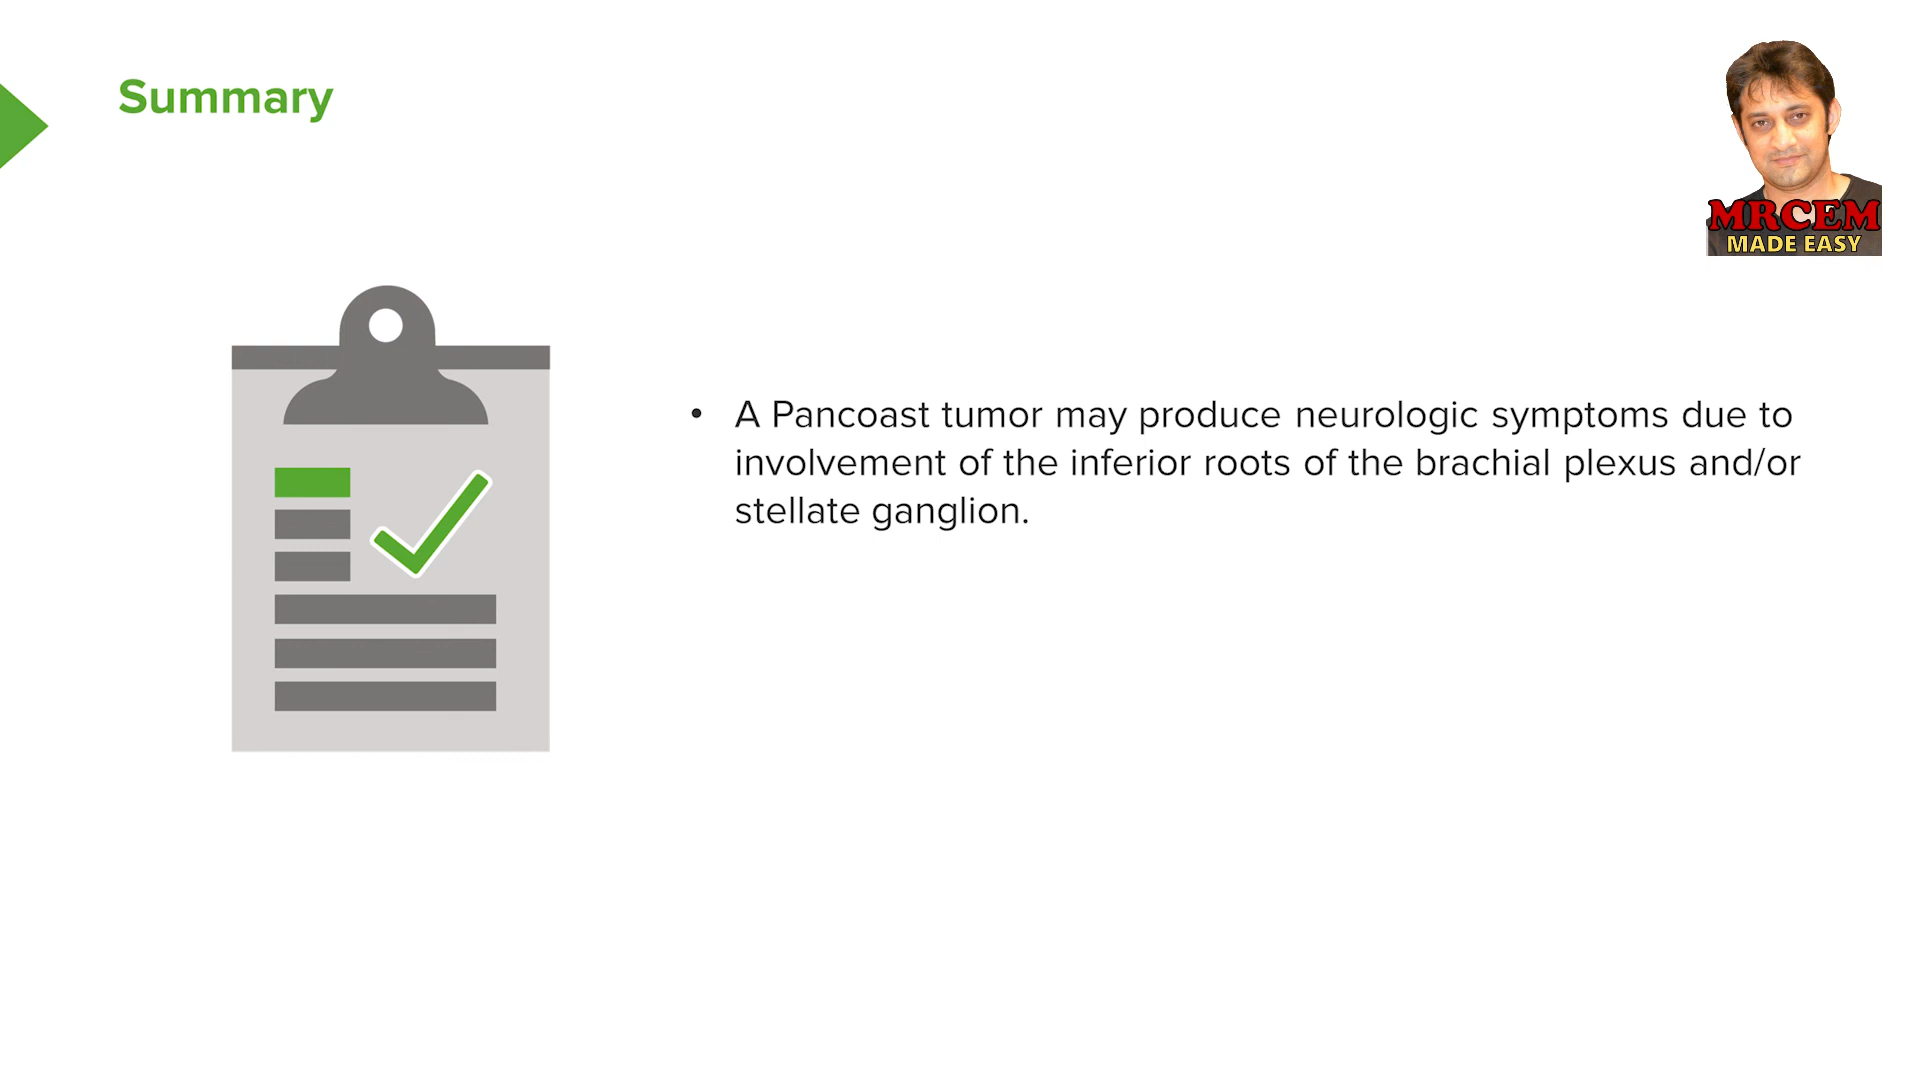 Summary
MRCEM
MADE EASY
• A Pancoast tumor may produce neurologic symptoms due to
involvement of the inferior roots of the brachial plexus and/or
stellate ganglion.